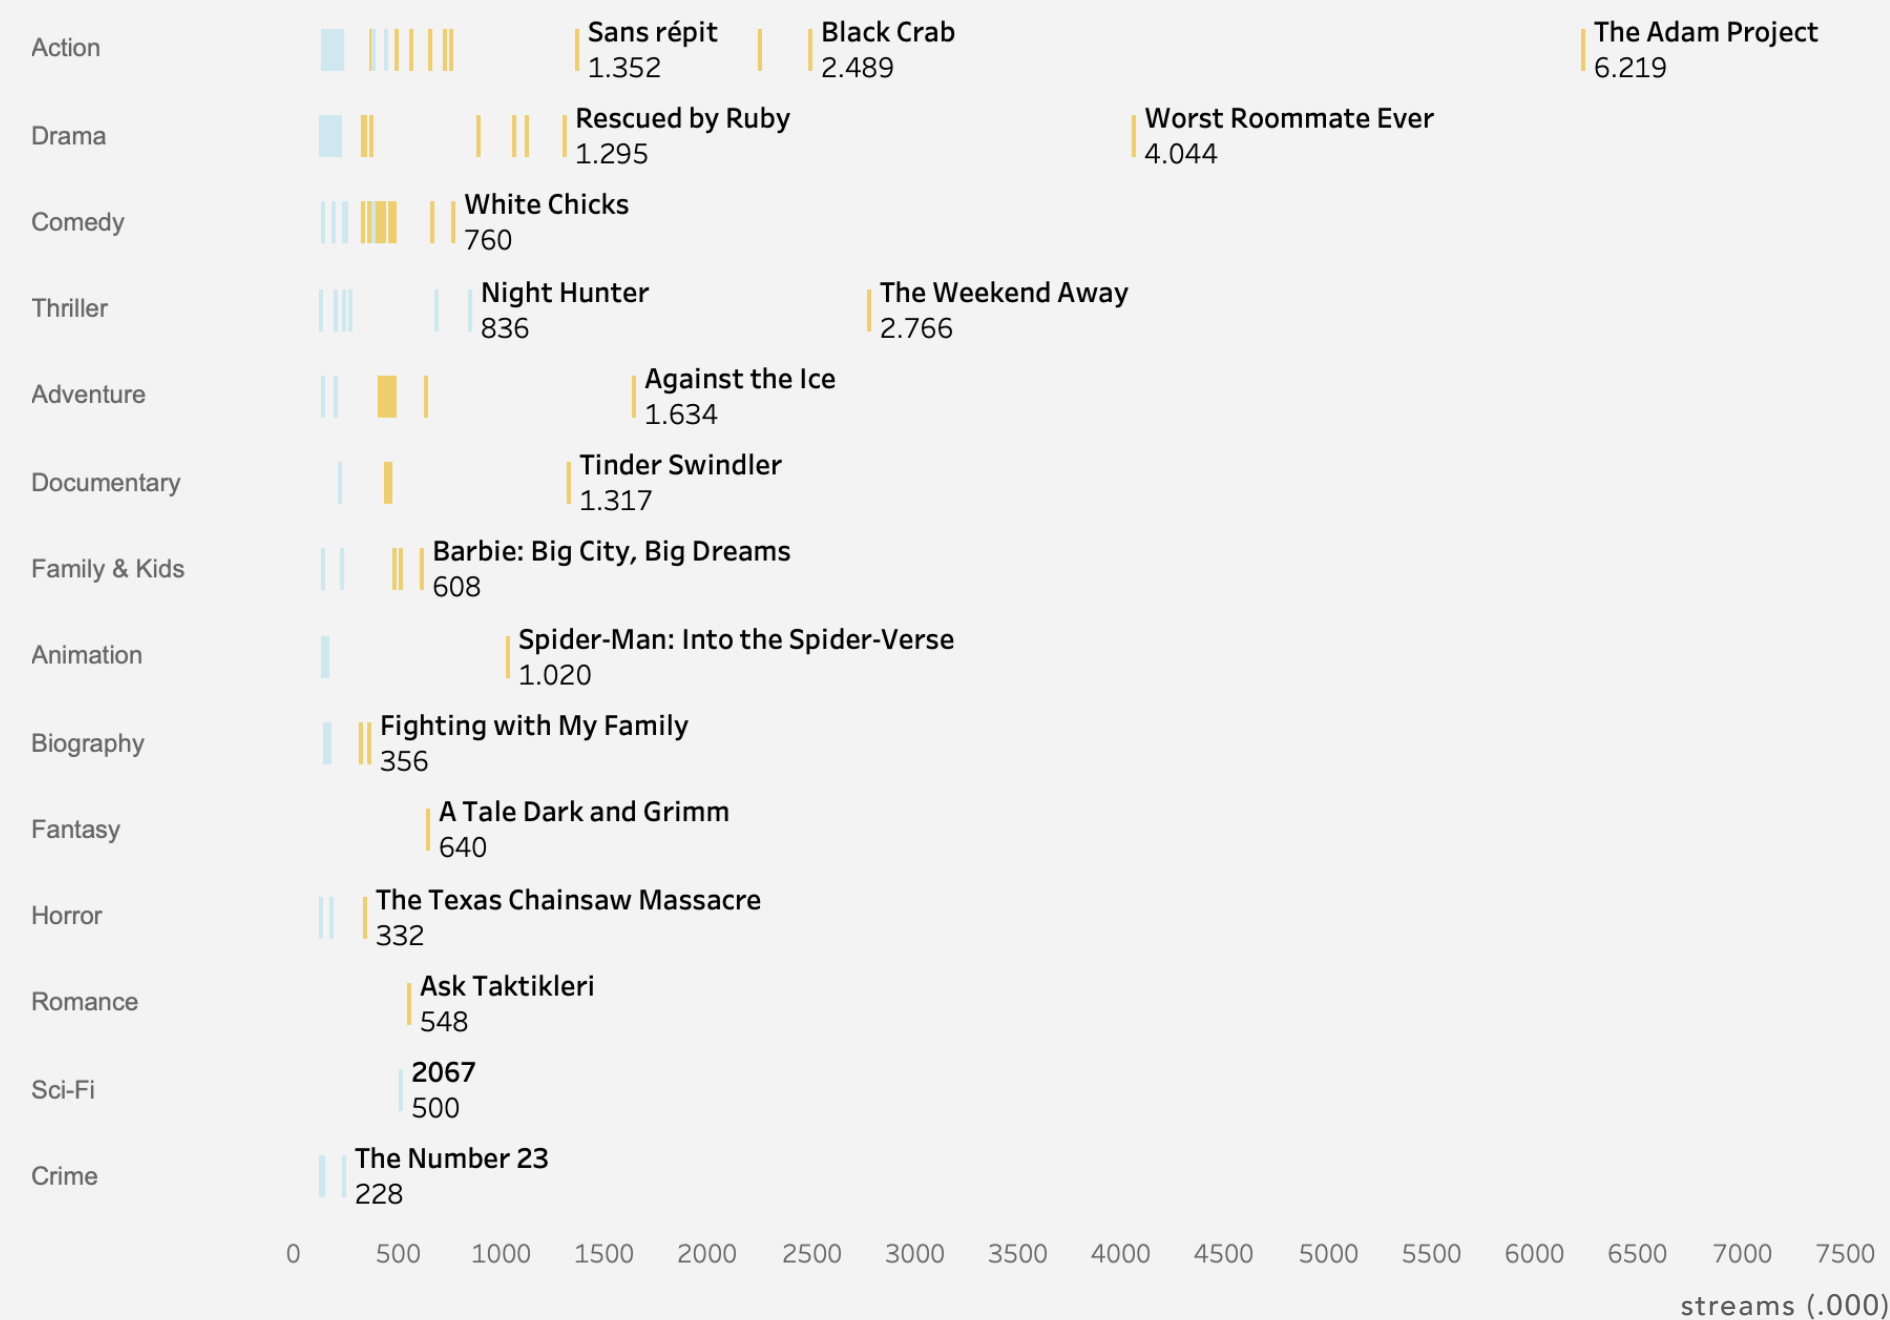 Action
Sans répit
1.352
Black Crab
2.489
The Adam Project
6.219
Drama
Rescued by Ruby
1.295
Worst Roommate Ever
4.044
Comedy
White Chicks
760
Thriller
Night Hunter
836
The Weekend Away
2.766
Adventure
Against the Ice
1.634
Documentary
Tinder Swindler
1.317
Family & Kids
Barbie: Big City, Big Dreams
608
Animation
Spider-Man: Into the Spider-Verse
1.020
Biography
Fighting with My Family
356
Fantasy
A Tale Dark and Grimm
640
Horror
The Texas Chainsaw Massacre
332
Romance
Ask Taktikleri
548
Sci-Fi
2067
500
Crime
The Number 23
228
0 500 1000 1500 2000 2500 3000 3500 4000 4500 5000 5500 6000 6500 7000 7500
streams (.000)